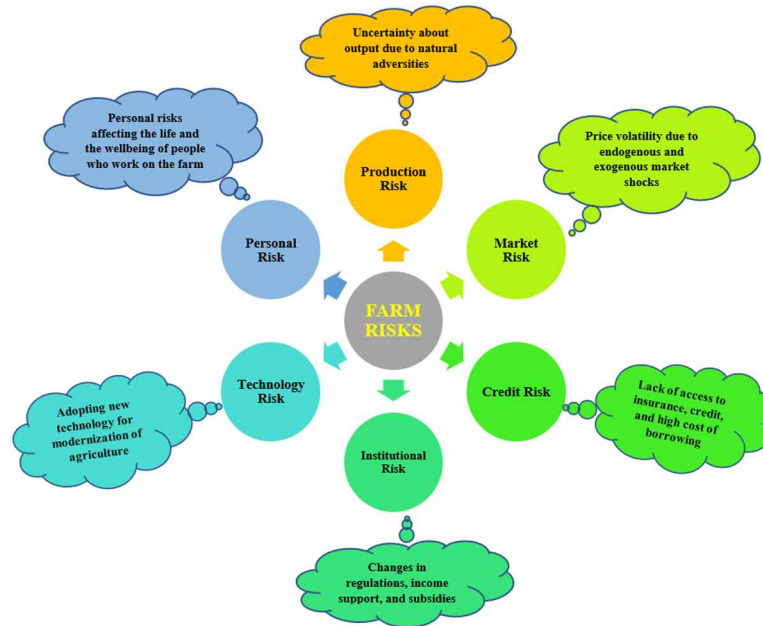 Uncertainty about
output due to natural
adversities
Personal risks
affecting the life and
the wellbeing of people
who work on the farm
Production
Risk
Price volatility due to
endogenous and
exogenous market
shocks
Personal
Risk
Market
Risk
FARM
RISKS
Technology
Risk
Credit Risk
Adopting new
technology for
modernization of
agriculture
Lack of access to
insurance, credit,
and high cost of
borrowing
Institutional
Risk
Changes in
regulations, income
support, and subsidies